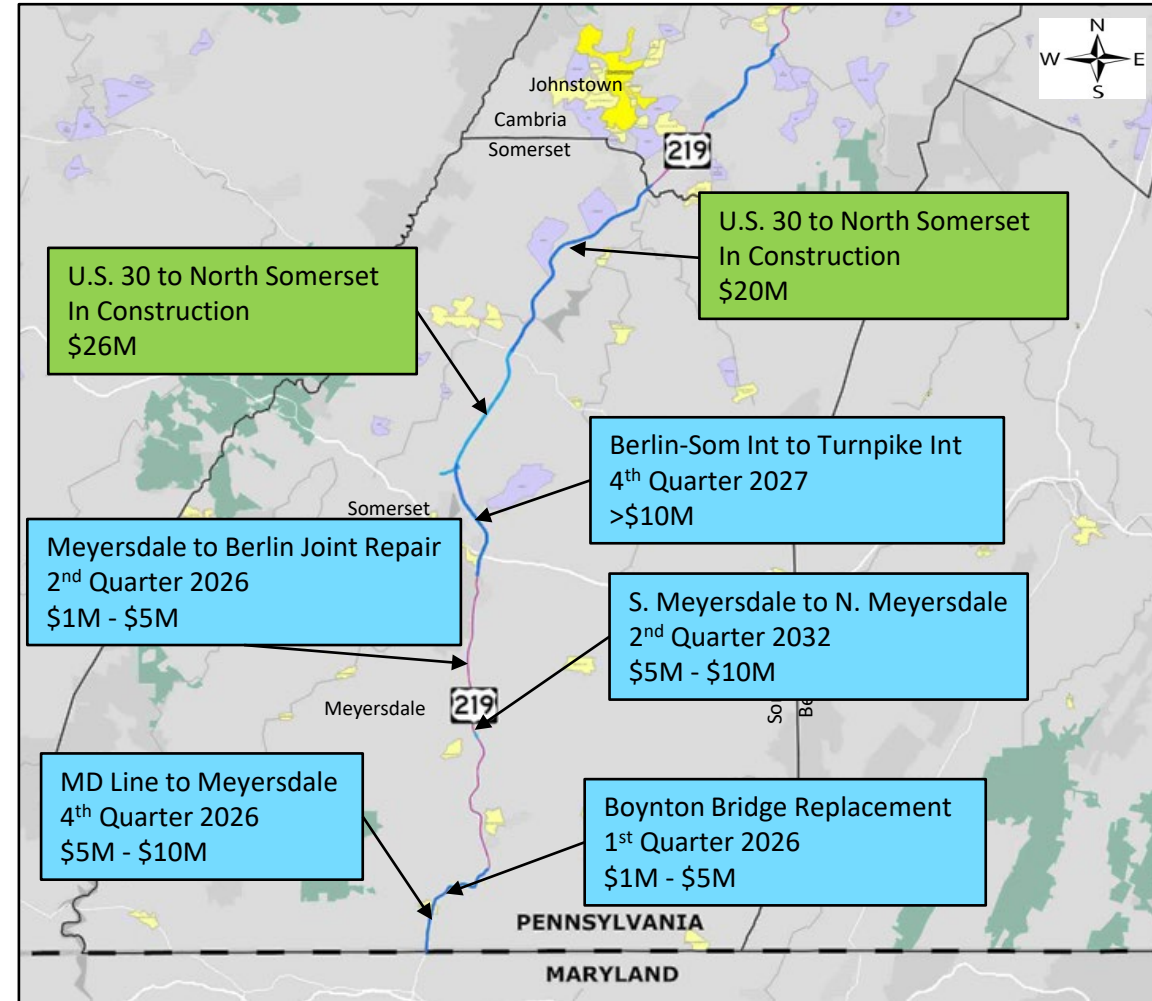 N
W E
S
Johnstown
Cambria
Somerset
219
U.S. 30 to North Somerset
In Construction
$20M
U.S. 30 to North Somerset
In Construction
$26M
Berlin-Som Int to Turnpike Int
4th Quarter 2027
>$10M
Somerset
Meyersdale to Berlin Joint Repair
2nd Quarter 2026
$1M - $5M
S. Meyersdale to N. Meyersdale
2nd Quarter 2032
$5M - $10M
Meyersdale
219
So
Be
MD Line to Meyersdale
4th Quarter 2026
$5M - $10M
Boynton Bridge Replacement
1st Quarter 2026
$1M - $5M
PENNSYLVANIA
MARYLAND